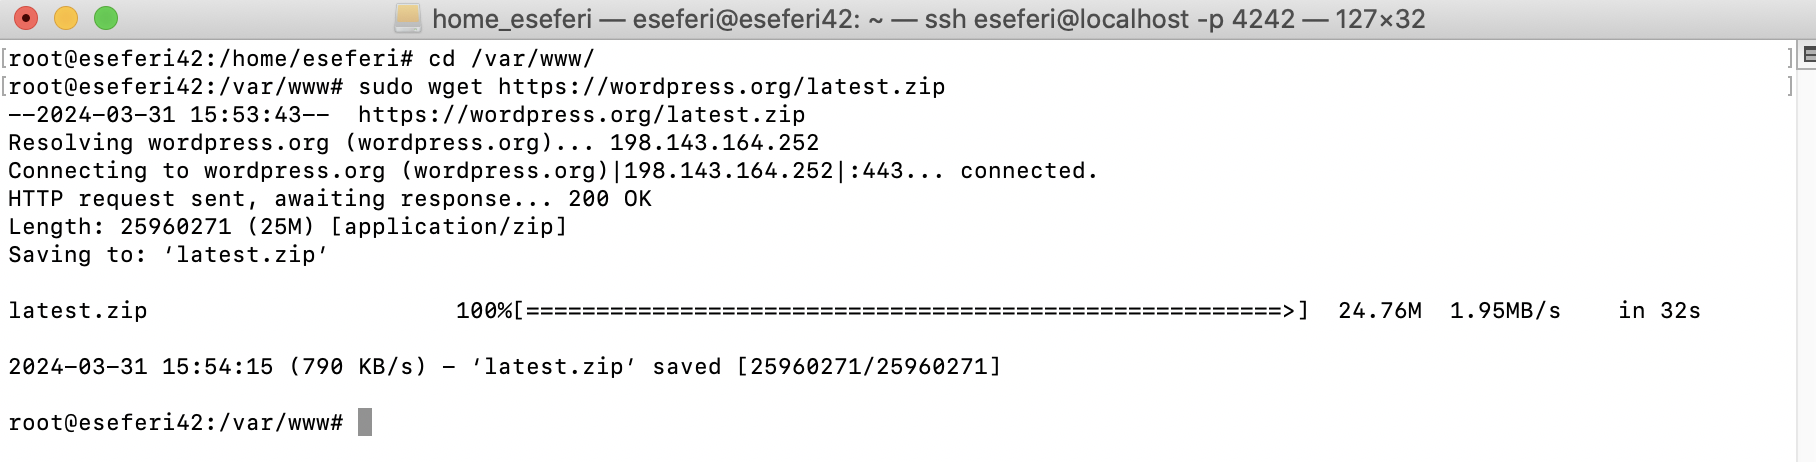 home_eseferi — eseferi@eseferi42: ~ — ssh eseferi@localhost -p 4242 — 127×32
[root@eseferi42:/home/eseferi# cd /var/www/ ]
[root@eseferi42:/var/www# sudo wget https://wordpress.org/latest.zip ]
--2024-03-31 15:53:43--  https://wordpress.org/latest.zip
Resolving wordpress.org (wordpress.org)... 198.143.164.252
Connecting to wordpress.org (wordpress.org)|198.143.164.252|:443... connected.
HTTP request sent, awaiting response... 200 OK
Length: 25960271 (25M) [application/zip]
Saving to: ‘latest.zip’
latest.zip                      100%[======================================================>]  24.76M  1.95MB/s    in 32s
2024-03-31 15:54:15 (790 KB/s) - ‘latest.zip’ saved [25960271/25960271]
root@eseferi42:/var/www#